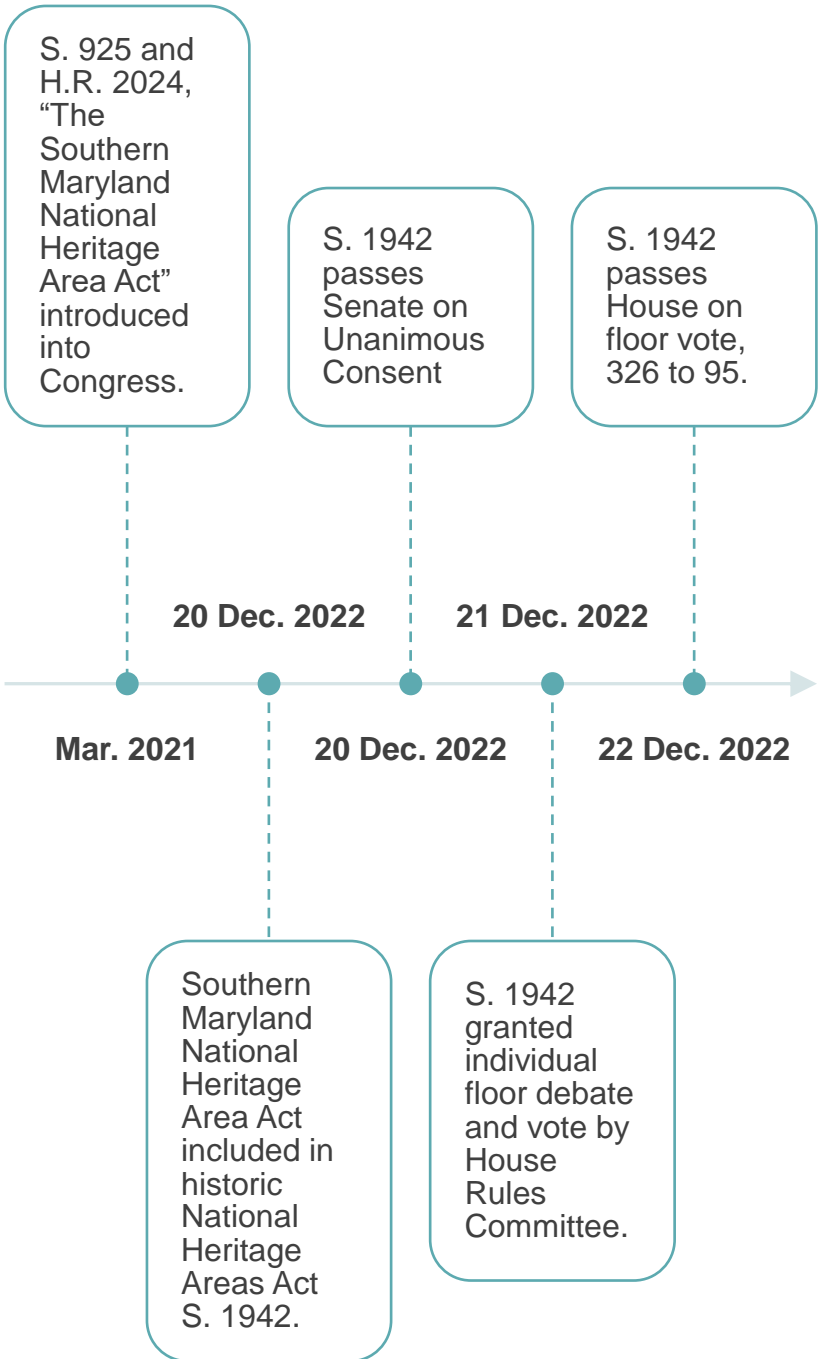 S. 925 and
H.R. 2024,
“The
Southern
Maryland
National
Heritage
Area Act”
introduced
into
Congress.
S. 1942
passes
Senate on
Unanimous
Consent
S. 1942
passes
House on
floor vote,
326 to 95.
20 Dec. 2022
21 Dec. 2022
Mar. 2021
20 Dec. 2022
22 Dec. 2022
Southern
Maryland
National
Heritage
Area Act
included in
historic
National
Heritage
Areas Act
S. 1942.
S. 1942
granted
individual
floor debate
and vote by
House
Rules
Committee.